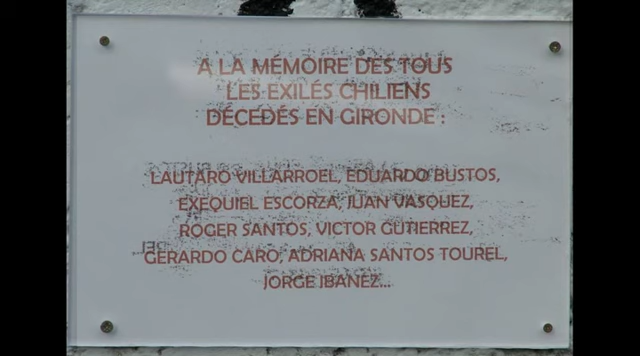 A LA MÉMOIRE DES TOUS
LES EXILÉS CHILIENS
DÉCEDÉS EN GIRONDE :
LAUTARO VILLARROEL, EDUARDO BUSTOS,
EXEQUIEL ESCORZA, JUAN VASQUEZ,
ROGER SANTOS, VICTOR GUTIERREZ,
GERARDO CARO, ADRIANA SANTOS TOUREL,
JORGE IBANEZ...